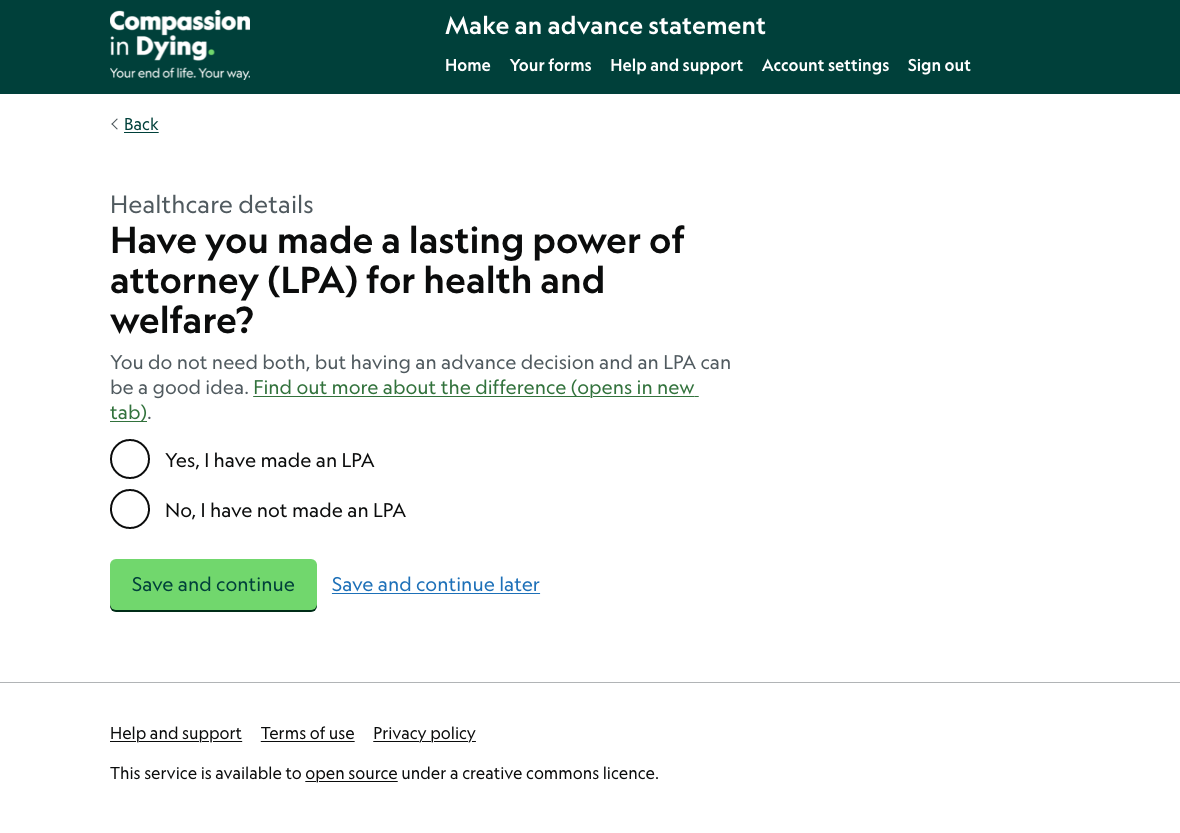 Compassion
in Dying.
Your end of life. Your way.
Make an advance statement
Home Your forms Help and support Account settings Sign out
Back
Healthcare details
Have you made a lasting power of
attorney (LPA) for health and
welfare?
You do not need both, but having an advance decision and an LPA can
be a good idea. Find out more about the difference (opens in new
tab).
Yes, I have made an LPA
No, I have not made an LPA
Save and continue Save and continue later
Help and support Terms of use Privacy policy
This service is available to open source under a creative commons licence.